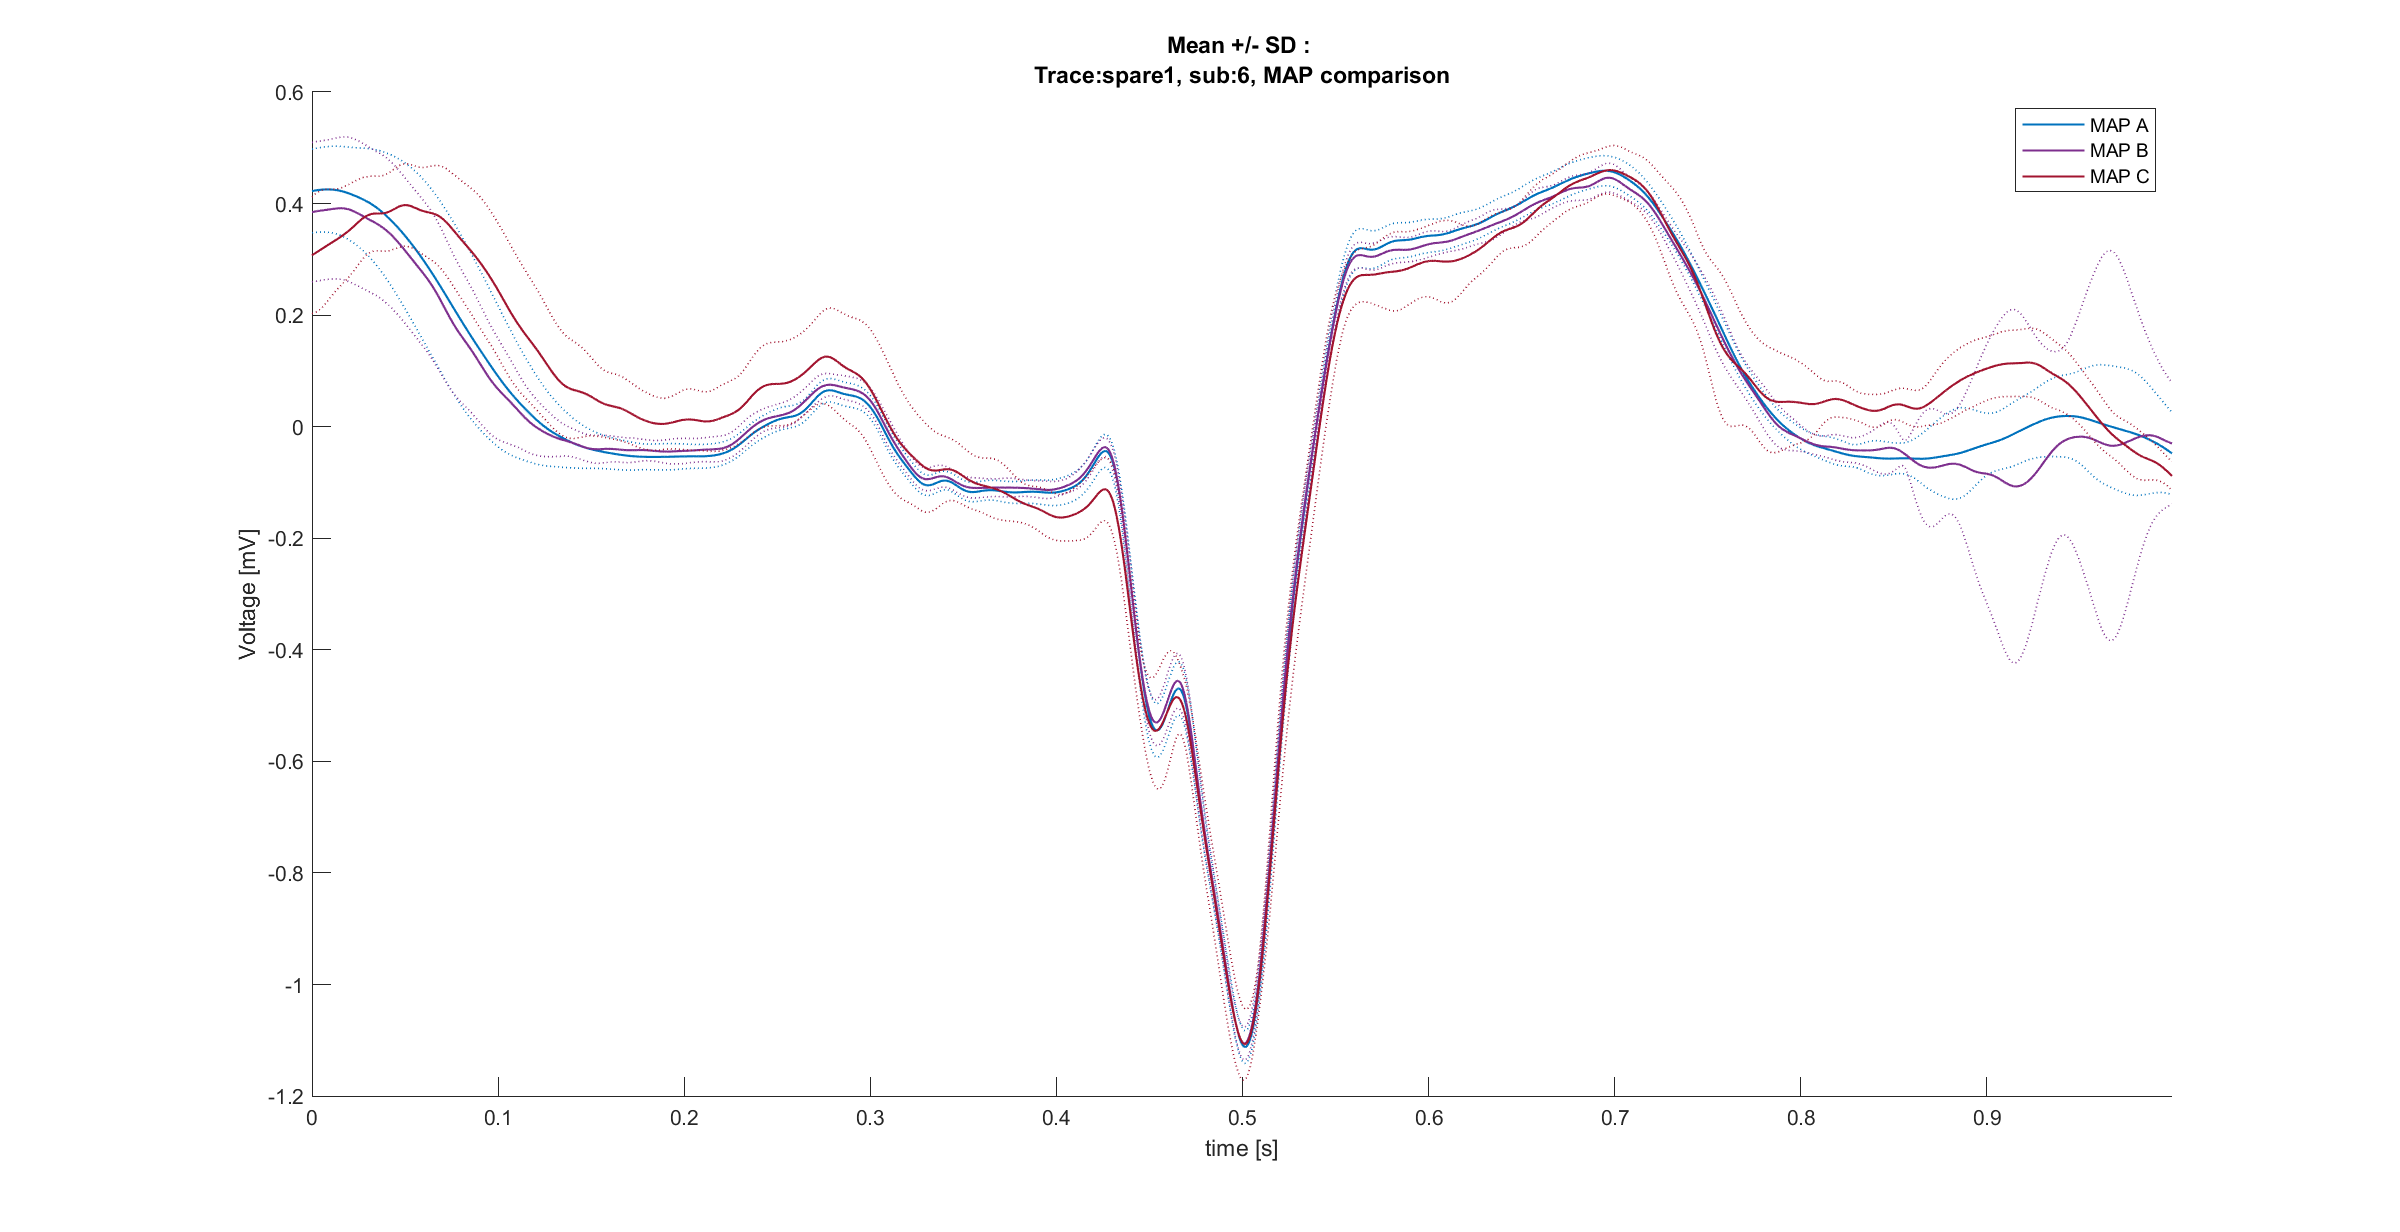 Mean +/- SD :
Trace:spare1, sub:6, MAP comparison
MAP A
MAP B
MAP C
0.6
0.4
0.2
0
-0.2
-0.4
-0.6
-0.8
-1
-1.2
Voltage [mV]
0 0.1 0.2 0.3 0.4 0.5 0.6 0.7 0.8 0.9
time [s]